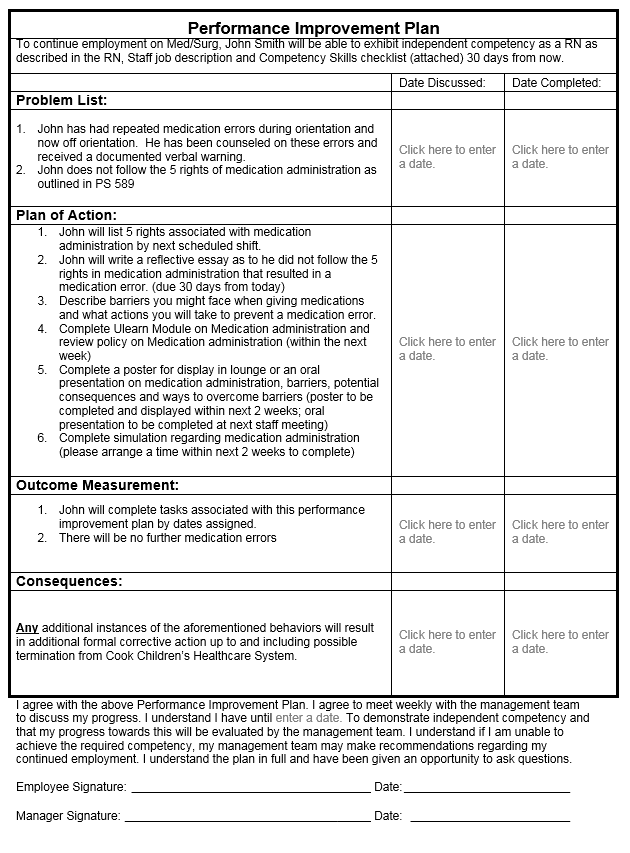 Performance Improvement Plan
To continue employment on Med/Surg, John Smith will be able to exhibit independent competency as a RN as
described in the RN, Staff job description and Competency Skills checklist (attached) 30 days from now.
Date Discussed: Date Completed:
Problem List:
1. John has had repeated medication errors during orientation and
now off orientation. He has been counseled on these errors and
received a documented verbal warning.
2. John does not follow the 5 rights of medication administration as
outlined in PS 589
Click here to enter
a date.
Click here to enter
a date.
Plan of Action:
1. John will list 5 rights associated with medication
administration by next scheduled shift.
2. John will write a reflective essay as to he did not follow the 5
rights in medication administration that resulted in a
medication error. (due 30 days from today)
3. Describe barriers you might face when giving medications
and what actions you will take to prevent a medication error.
4. Complete Ulearn Module on Medication administration and
review policy on Medication administration (within the next
week)
5. Complete a poster for display in lounge or an oral
presentation on medication administration, barriers, potential
consequences and ways to overcome barriers (poster to be
completed and displayed within next 2 weeks; oral
presentation to be completed at next staff meeting)
6. Complete simulation regarding medication administration
(please arrange a time within next 2 weeks to complete)
Click here to enter
a date.
Click here to enter
a date.
Outcome Measurement:
1. John will complete tasks associated with this performance
improvement plan by dates assigned.
2. There will be no further medication errors
Click here to enter
a date.
Click here to enter
a date.
Consequences:
Any additional instances of the aforementioned behaviors will result
in additional formal corrective action up to and including possible
termination from Cook Children's Healthcare System.
Click here to enter
a date.
Click here to enter
a date.
I agree with the above Performance Improvement Plan. I agree to meet weekly with the management team
to discuss my progress. I understand I have until enter a date. To demonstrate independent competency and
that my progress towards this will be evaluated by the management team. I understand if I am unable to
achieve the required competency, my management team may make recommendations regarding my
continued employment. I understand the plan in full and have been given an opportunity to ask questions.
Employee Signature: Date:
Manager Signature: Date: